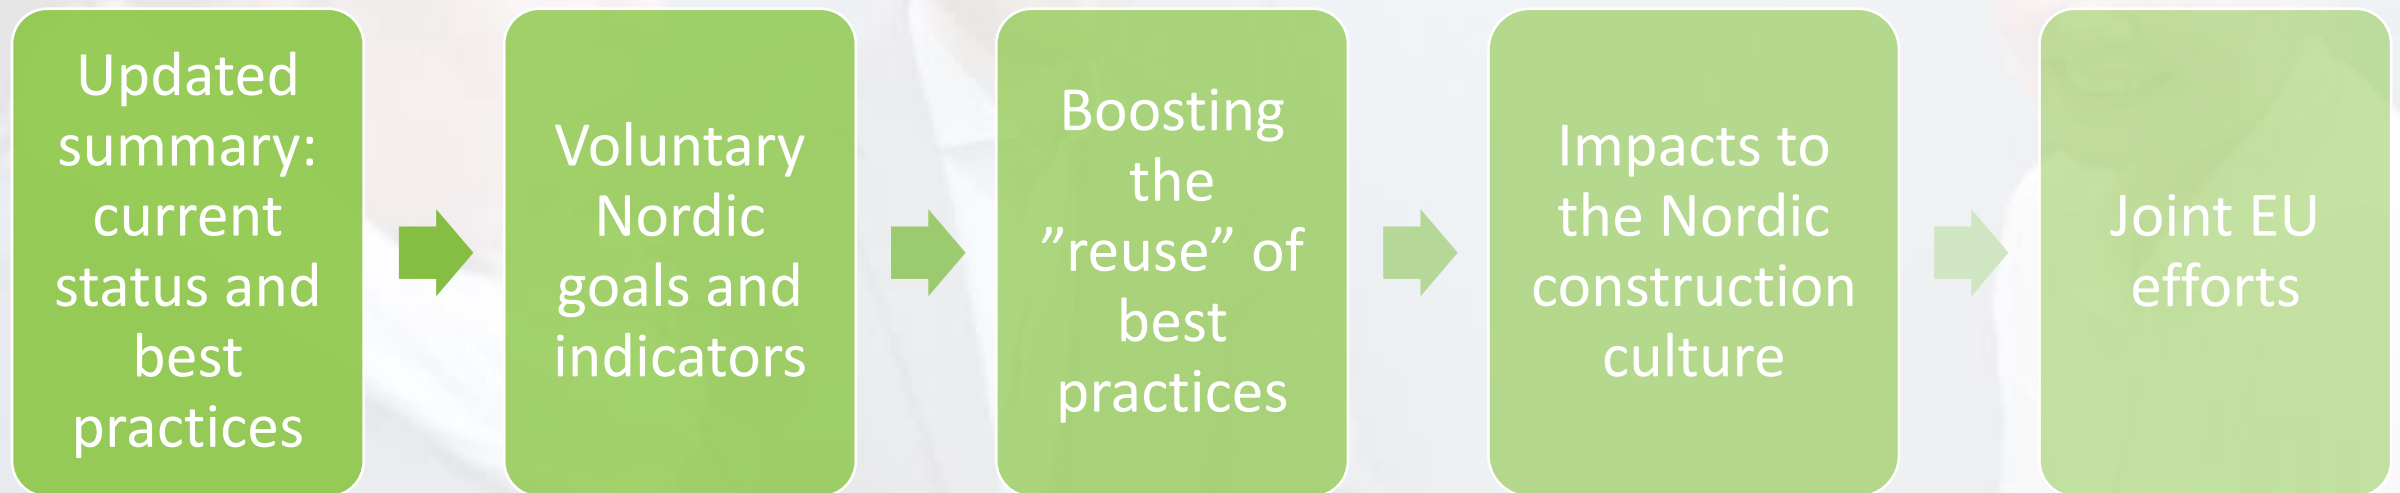 Updated
summary:
current
status and
best
practices
Voluntary
Nordic
goals and
indicators
Boosting
the
”reuse” of
best
practices
Impacts to
the Nordic
construction
culture
Joint EU
efforts